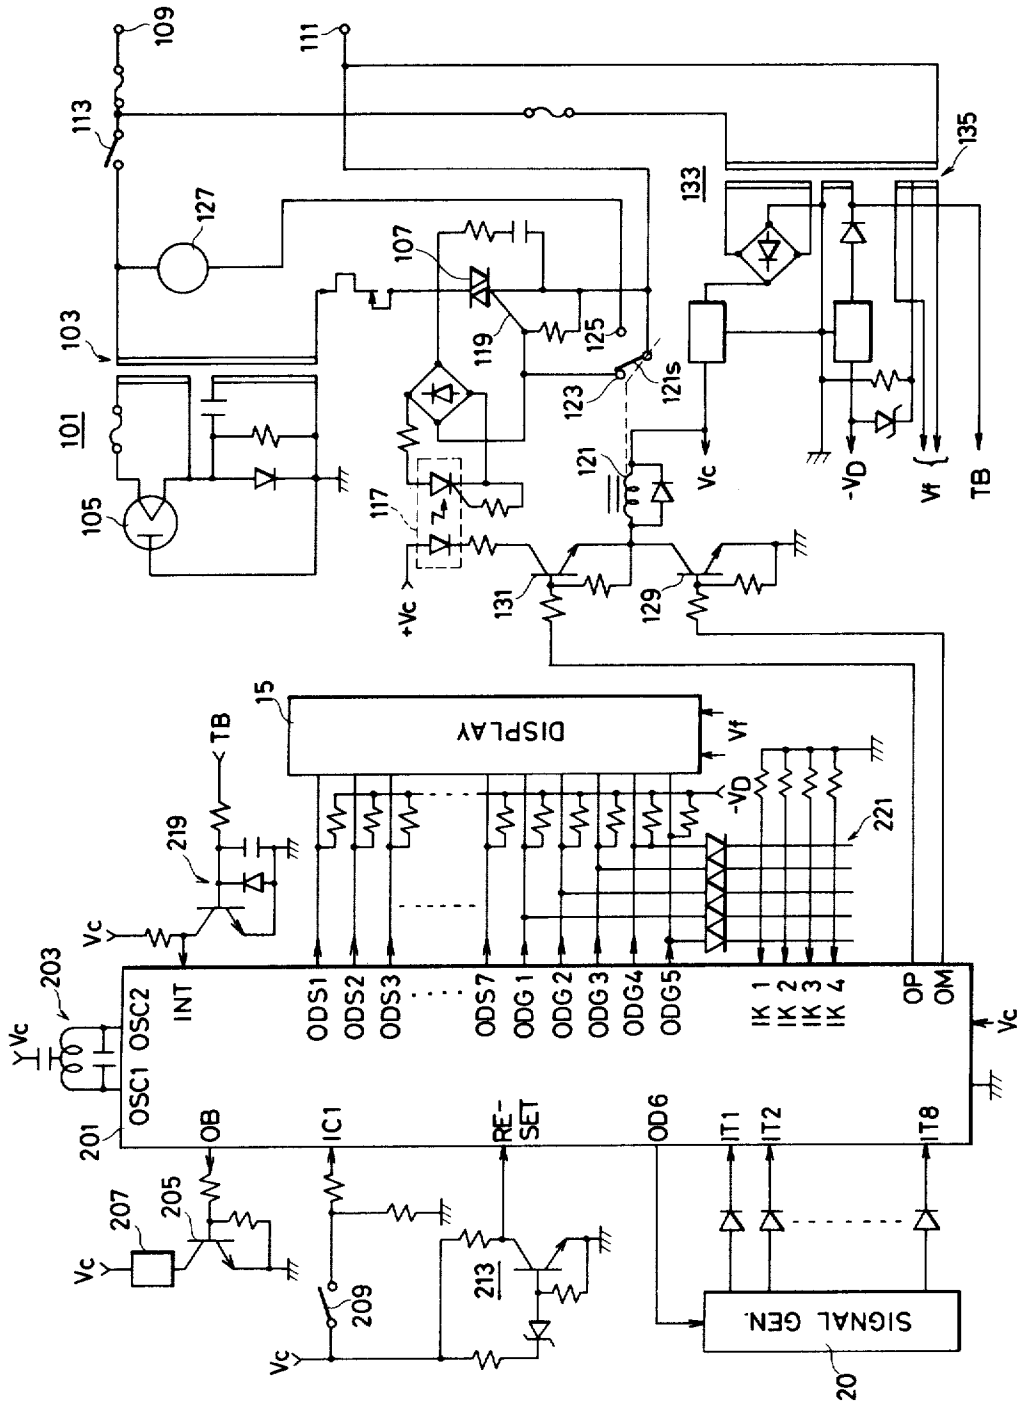 109
111
113
127
133
135
107
103
119
125
101
123
121s
105
117
121
Vc
-VD
Vf {
TB
+Vc
131
129
15
DISPLAY
Vf
TB
219
-VD
221
Vc
203
Vc
OSC1
OSC2
INT
ODS1
ODS2
ODS3
ODS7
ODG1
ODG2
ODG3
ODG4
ODG5
IK 1
IK 2
IK 3
IK 4
OP
OM
Vc
201
OB
IC1
RE-
SET
OD6
IT1
IT2
IT8
205
207
Vc
209
Vc
213
SIGNAL GEN.
20